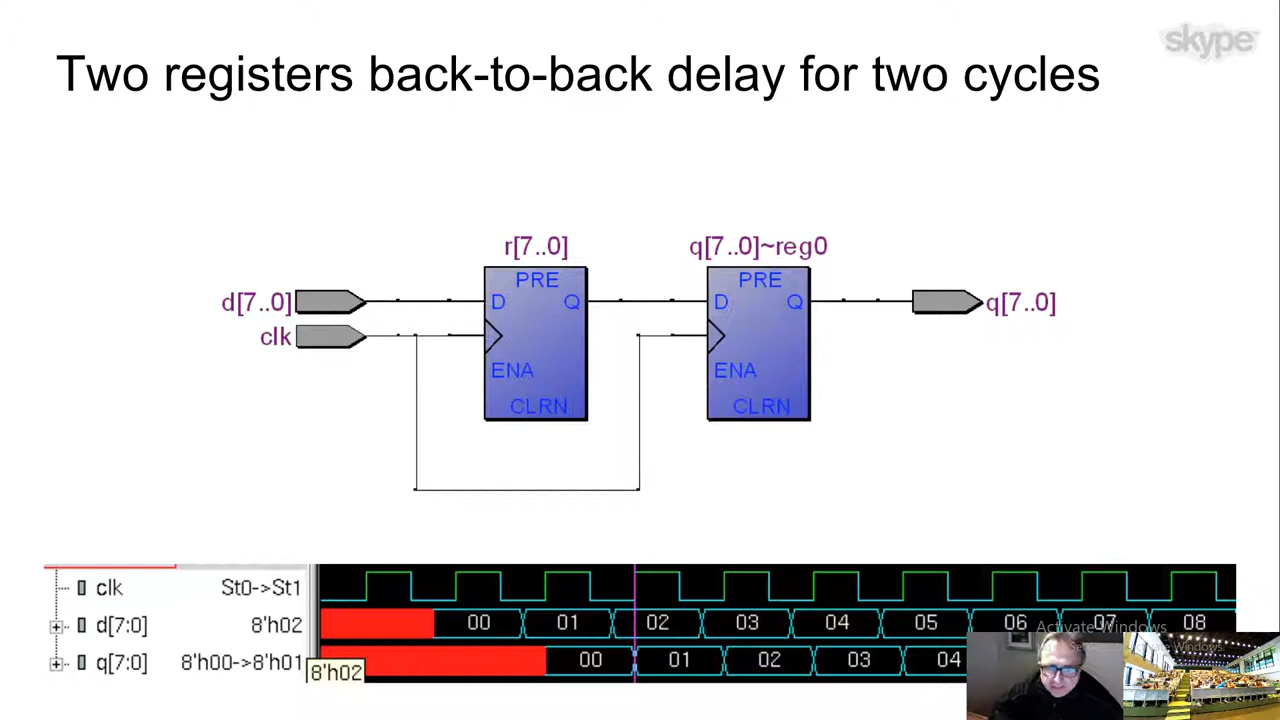 skype
Two registers back-to-back delay for two cycles
r[7..0] q[7..0]~reg0
PRE PRE
d[7..0] D Q D Q q[7..0]
clk
ENA ENA
CLRN CLRN
clk St0->St1
d[7:0] 8'h02 00 01 02 03 04 05 06 07 08
Activate Windows
q[7:0] 8'h00->8'h01 00 01 02 03 04
8'h02